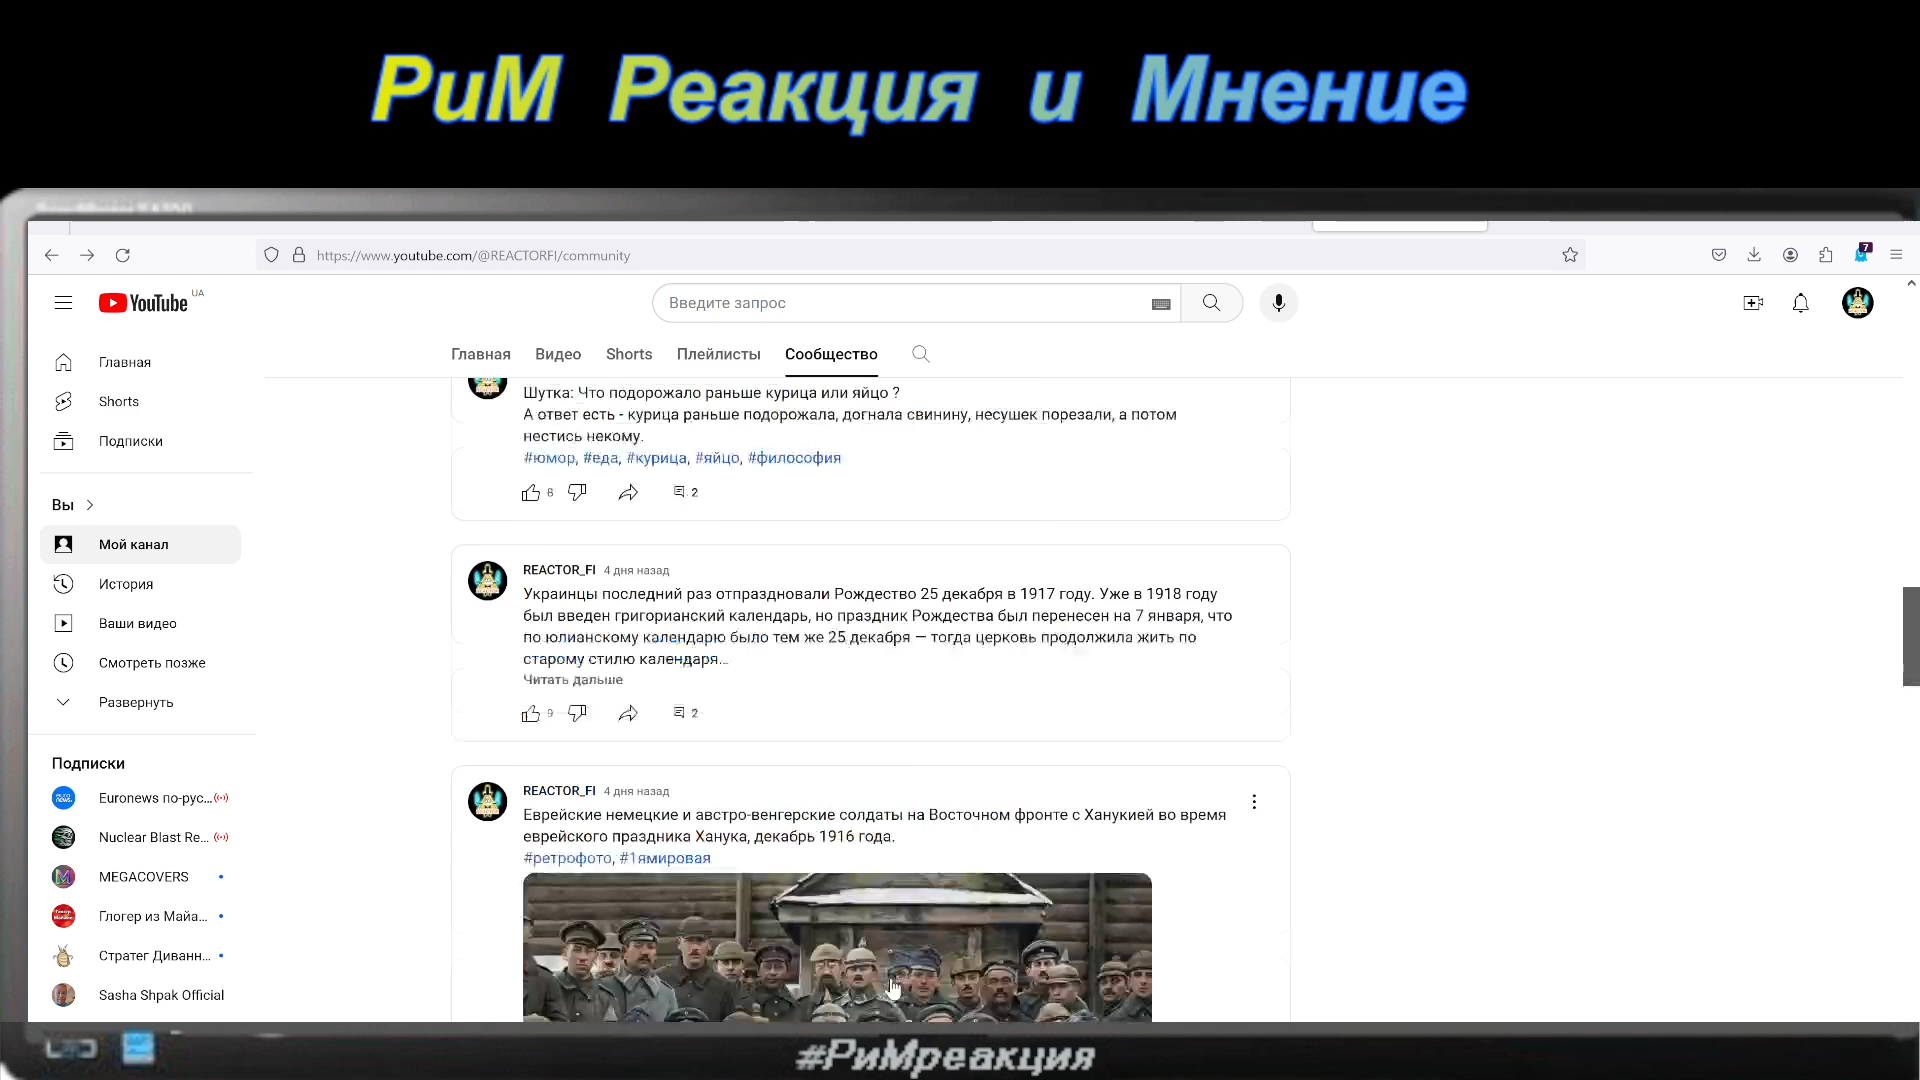 РиМ Реакция и Мнение
https://www.youtube.com/@REACTORFI/community
7
YouTube UA
Введите запрос
Главная
Видео
Shorts
Плейлисты
Сообщество
Главная
Shorts
Подписки
Вы
Мой канал
История
Ваши видео
Смотреть позже
Развернуть
Подписки
Euronews по-рус...
Nuclear Blast Re...
MEGACOVERS
Глогер из Майа...
Стратег Диванн...
Sasha Shpak Official
Шутка: Что подорожало раньше курица или яйцо ?
А ответ есть - курица раньше подорожала, догнала свинину, несушек порезали, а потом
нестись некому.
#юмор, #еда, #курица, #яйцо, #философия
6
2
REACTOR_FI 4 дня назад
Украинцы последний раз отпраздновали Рождество 25 декабря в 1917 году. Уже в 1918 году
был введен григорианский календарь, но праздник Рождества был перенесен на 7 января, что
по юлианскому календарю было тем же 25 декабря — тогда церковь продолжила жить по
старому стилю календаря...
Читать дальше
9
2
REACTOR_FI 4 дня назад
Еврейские немецкие и австро-венгерские солдаты на Восточном фронте с Ханукией во время
еврейского праздника Ханука, декабрь 1916 года.
#ретрофото, #1ямировая
#РиМреакция